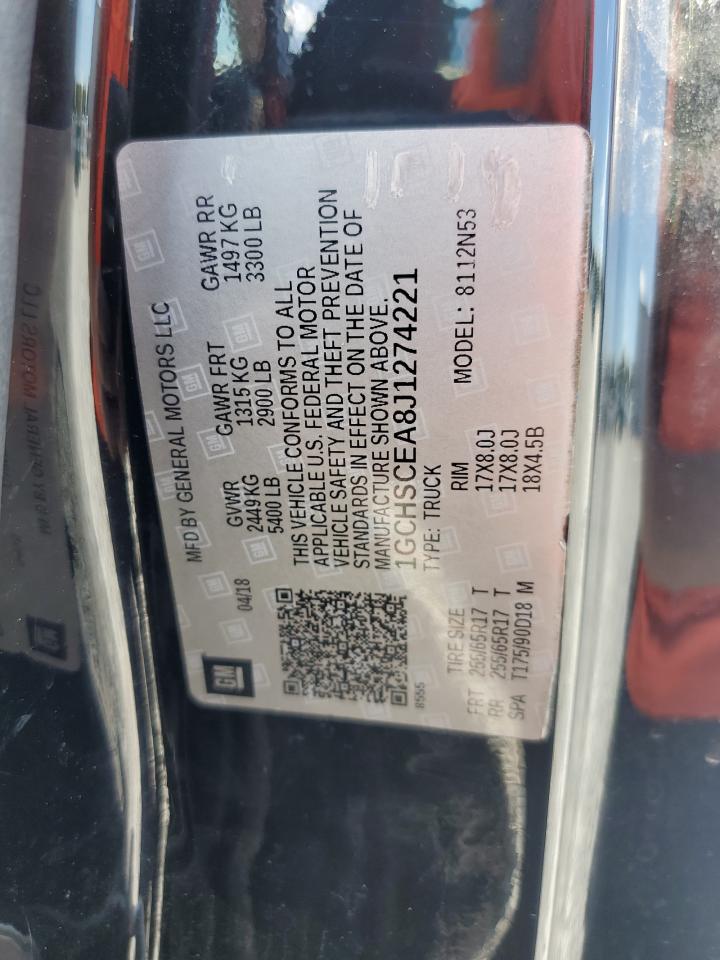 GM
MFD BY GENERAL MOTORS LLC
04/18
GVWR GAWR FRT GAWR RR
2449 KG 1315 KG 1497 KG
5400 LB 2900 LB 3300 LB
THIS VEHICLE CONFORMS TO ALL
APPLICABLE U.S. FEDERAL MOTOR
VEHICLE SAFETY AND THEFT PREVENTION
STANDARDS IN EFFECT ON THE DATE OF
MANUFACTURE SHOWN ABOVE.
1GCHSCEA8J1274221
8555
TYPE: TRUCK MODEL: 8112N53
TIRE SIZE RIM
FRT 255/65R17 T 17X8.0J
RR 255/65R17 T 17X8.0J
SPA T175/90D18 M 18X4.5B